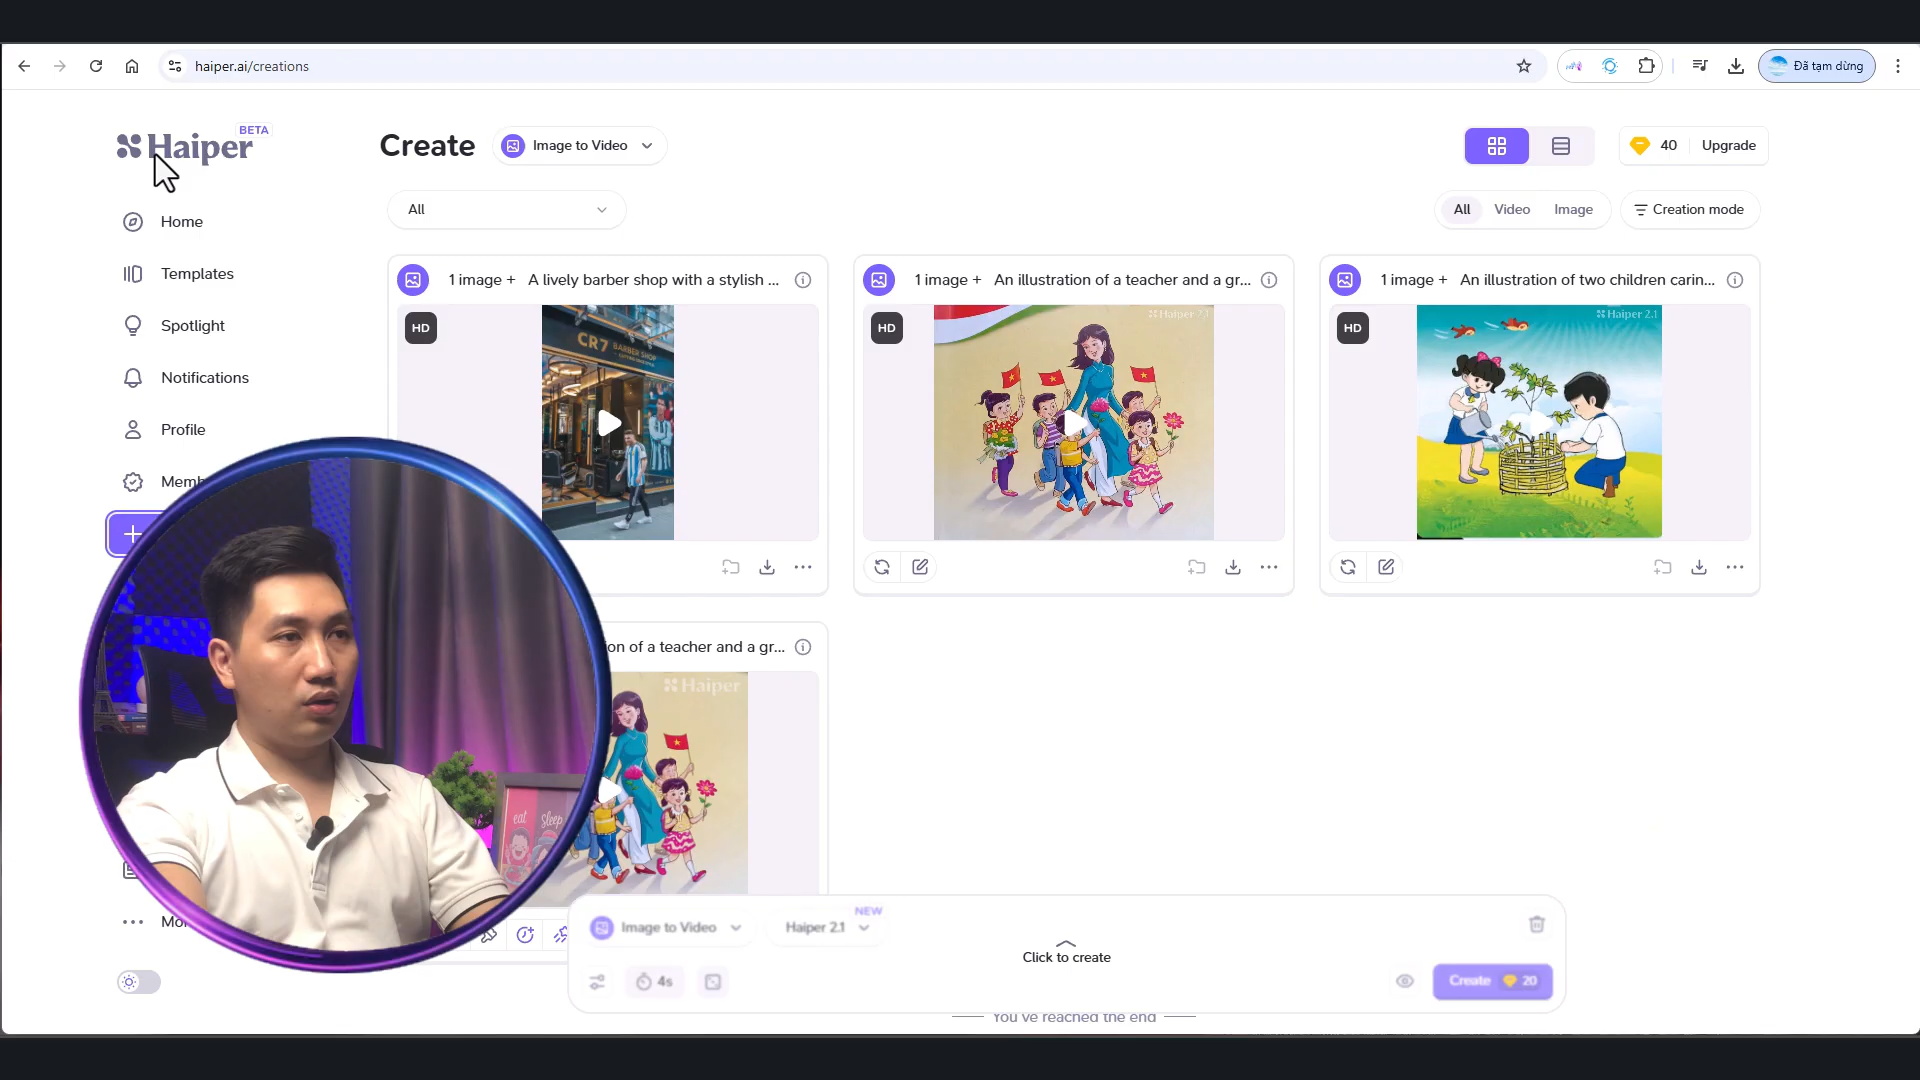 haiper.ai/creations
Đã tạm dừng
Haiper BETA
Create
Image to Video
40
Upgrade
All
All
Video
Image
Creation mode
Home
Templates
Spotlight
Notifications
Profile
1 image + A lively barber shop with a stylish ...
HD
CR7 BARBER SHOP
1 image + An illustration of a teacher and a gr...
HD
Haiper 2.1
1 image + An illustration of two children carin...
HD
Haiper 2.1
on of a teacher and a gr...
Haiper
eat
Sleep
Image to Video
Haiper 2.1
NEW
Click to create
4s
Create 20
You've reached the end